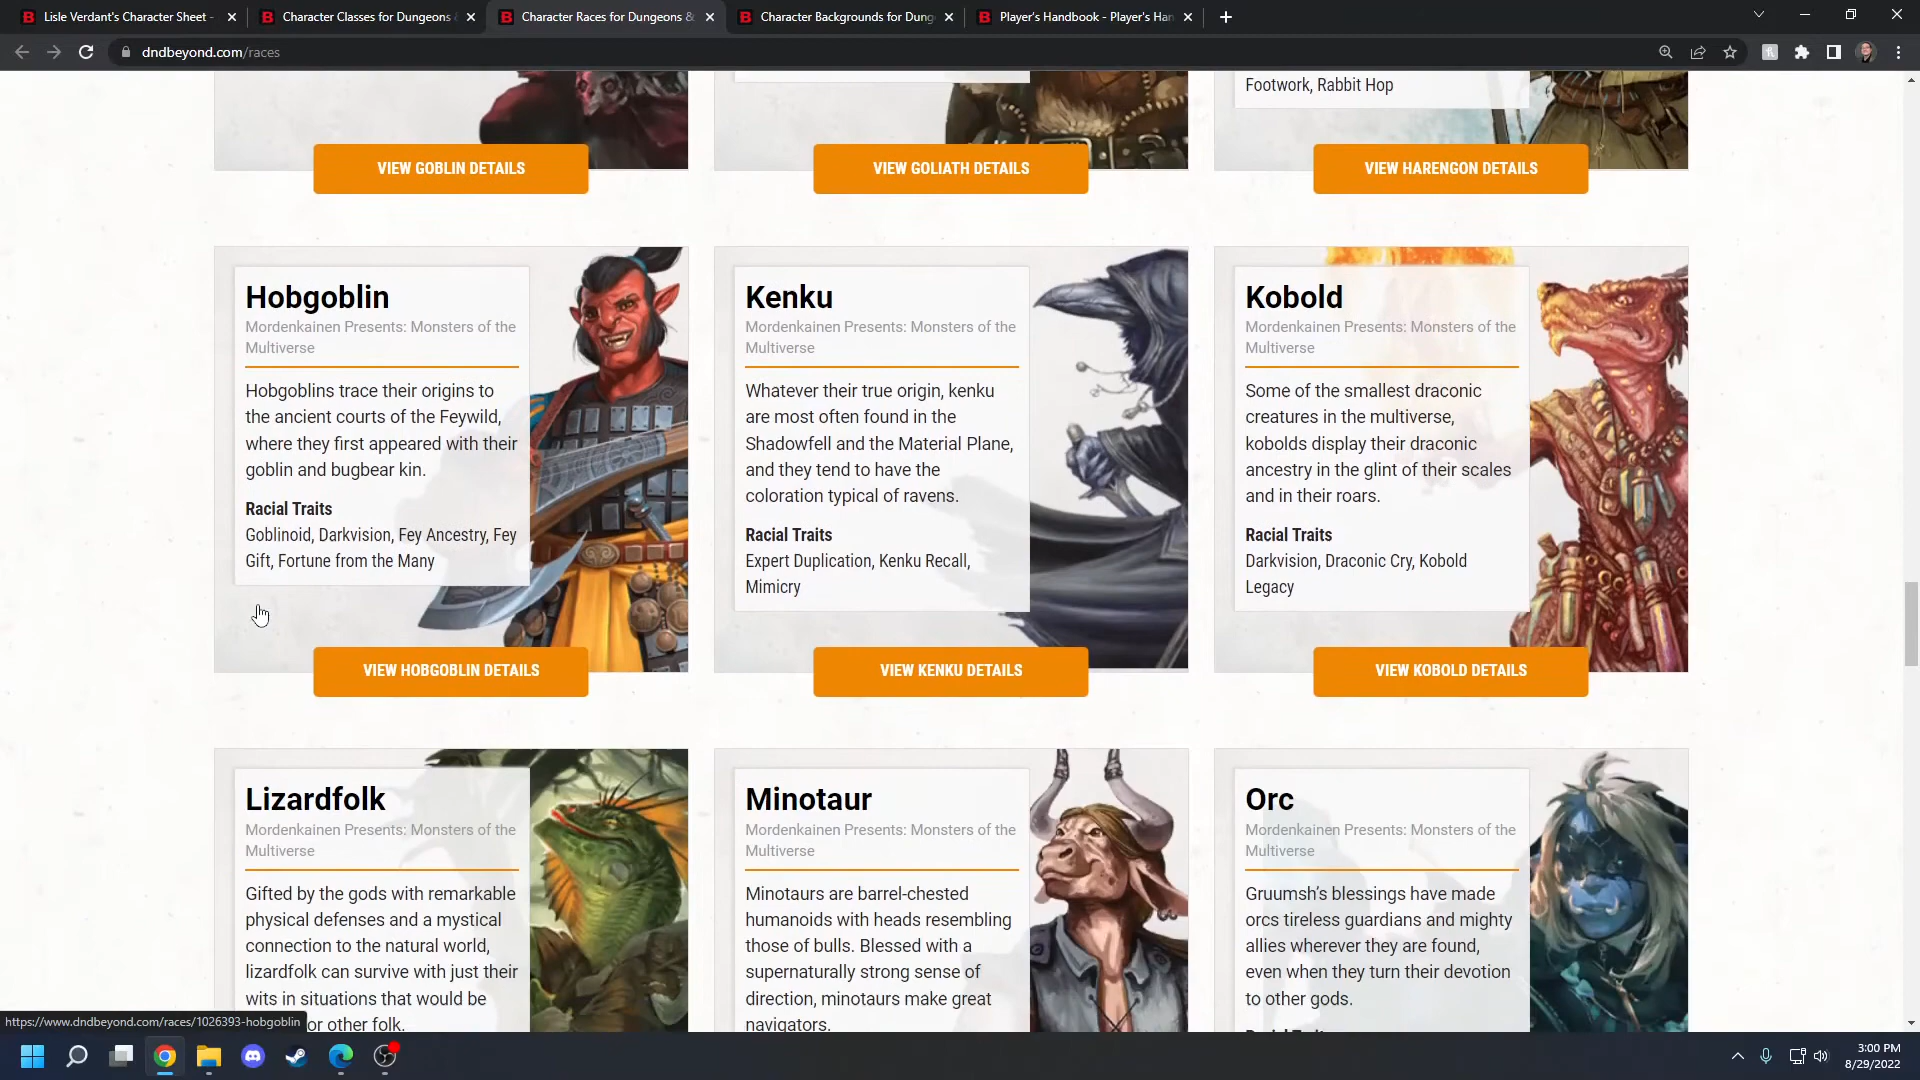 Lisle Verdant's Character Sheet -
Character Classes for Dungeons &
Character Races for Dungeons &
Character Backgrounds for Dung
Player's Handbook - Player's Han
dndbeyond.com/races
Footwork, Rabbit Hop
VIEW GOBLIN DETAILS
VIEW GOLIATH DETAILS
VIEW HARENGON DETAILS
Hobgoblin
Mordenkainen Presents: Monsters of the
Multiverse
Hobgoblins trace their origins to
the ancient courts of the Feywild,
where they first appeared with their
goblin and bugbear kin.
Racial Traits
Goblinoid, Darkvision, Fey Ancestry, Fey
Gift, Fortune from the Many
VIEW HOBGOBLIN DETAILS
Kenku
Mordenkainen Presents: Monsters of the
Multiverse
Whatever their true origin, kenku
are most often found in the
Shadowfell and the Material Plane,
and they tend to have the
coloration typical of ravens.
Racial Traits
Expert Duplication, Kenku Recall,
Mimicry
VIEW KENKU DETAILS
Kobold
Mordenkainen Presents: Monsters of the
Multiverse
Some of the smallest draconic
creatures in the multiverse,
kobolds display their draconic
ancestry in the glint of their scales
and in their roars.
Racial Traits
Darkvision, Draconic Cry, Kobold
Legacy
VIEW KOBOLD DETAILS
Lizardfolk
Mordenkainen Presents: Monsters of the
Multiverse
Gifted by the gods with remarkable
physical defenses and a mystical
connection to the natural world,
lizardfolk can survive with just their
wits in situations that would be
or other folk.
Minotaur
Mordenkainen Presents: Monsters of the
Multiverse
Minotaurs are barrel-chested
humanoids with heads resembling
those of bulls. Blessed with a
supernaturally strong sense of
direction, minotaurs make great
navigators.
Orc
Mordenkainen Presents: Monsters of the
Multiverse
Gruumsh's blessings have made
orcs tireless guardians and mighty
allies wherever they are found,
even when they turn their devotion
to other gods.
https://www.dndbeyond.com/races/1026393-hobgoblin
3:00 PM
8/29/2022